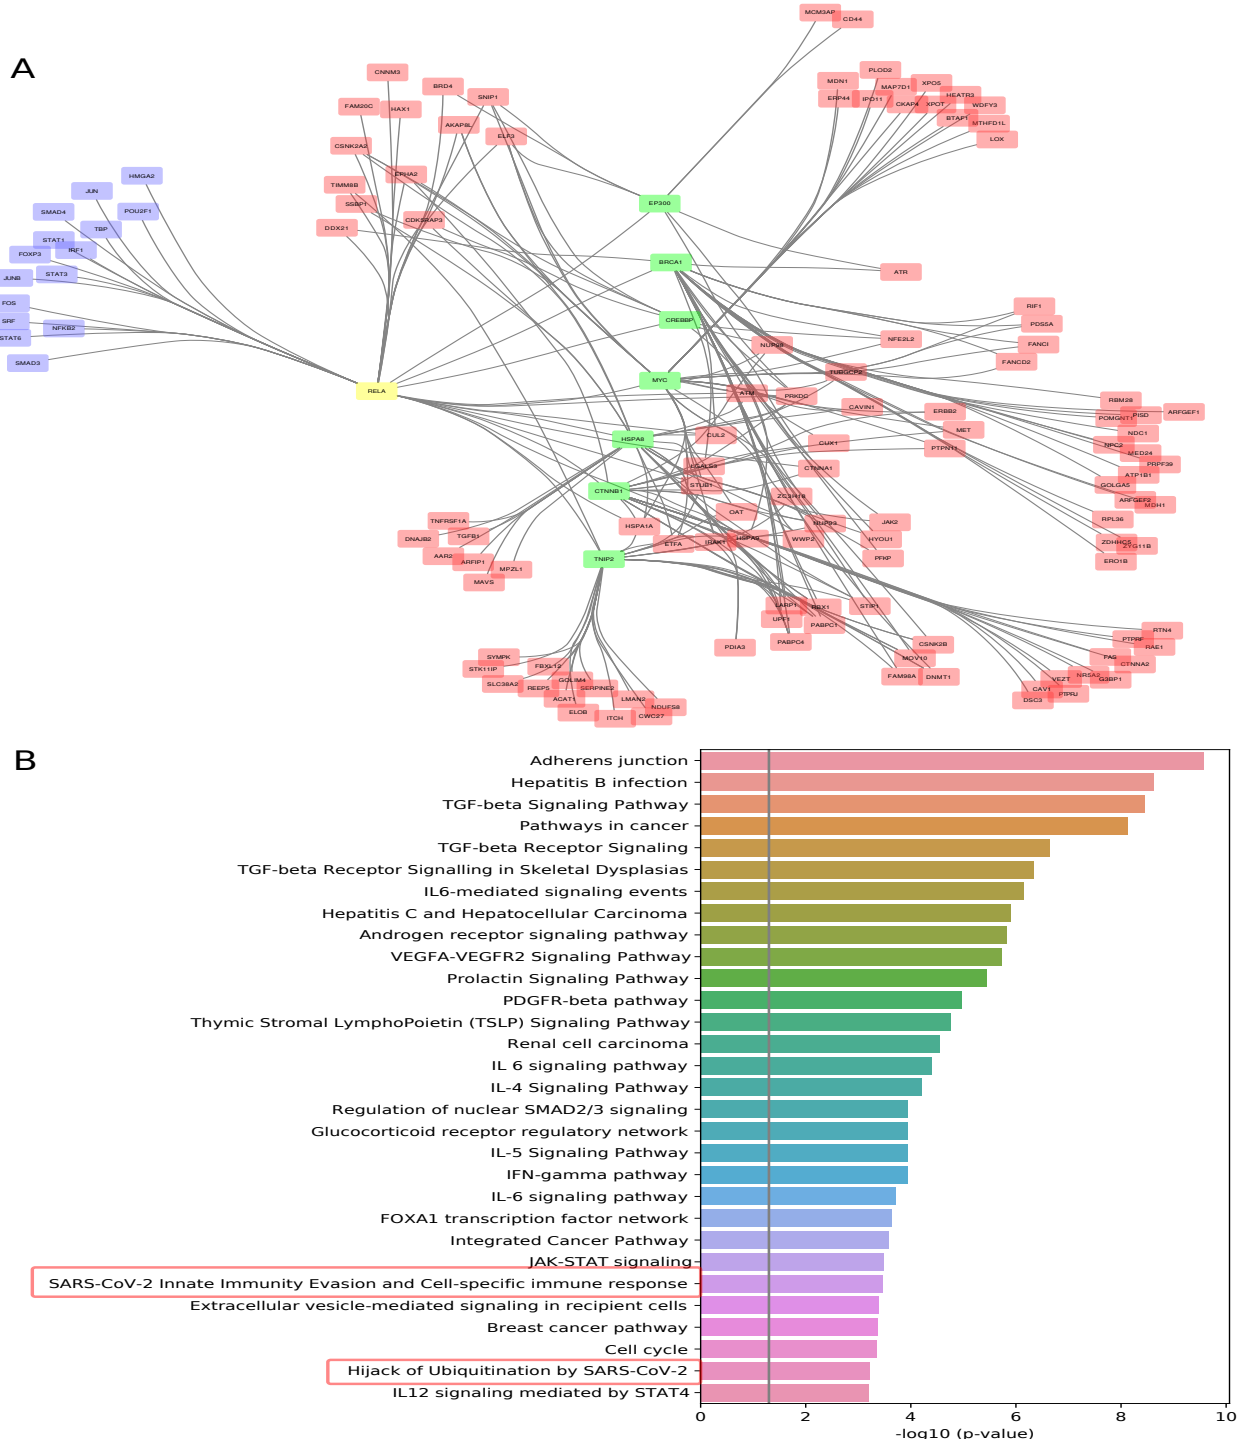 A
MCM3AP
CD44
CNNM3
BRD4
SNIP1
FAM20C
HAX1
AKAP8L
ELF3
CSNK2A2
EPHA2
TIMM8B
SSBP1
CDK5RAP3
DDX21
PLOD2
MDN1
MAP7D1
XPO5
HEATR3
ERP44
IPO11
CKAP4
XPOT
WDFY3
BTAF1
MTHFD1L
LOX
HMGA2
JUN
SMAD4
POU2F1
TBP
STAT1
IRF1
FOXP3
JUNB
STAT3
FOS
SRF
NFKB2
STAT6
SMAD3
RELA
EP300
BRCA1
CREBBP
MYC
HSPA8
CTNNB1
TNIP2
ATR
RIF1
PDS5A
FANCI
FANCD2
NFE2L2
NUP98
TUBGCP2
ATM
PRKDC
CAVIN1
ERBB2
MET
PTPN11
CUL2
CUX1
LGALS3
CTNNA1
STUB1
ZC3H18
OAT
NUP93
JAK2
HSPA1A
HYOU1
ETFA
IRAK1
HSPA9
WWP2
PFKP
RBM28
ARFGEF1
POMGNT1
PISD
NDC1
NPC2
MED24
PRPF39
ATP1B1
GOLGA5
ARFGEF2
MDH1
RPL36
ZDHHC5
ZYG11B
ERO1B
TNFRSF1A
DNAJB2
TGFB1
AAR2
ARFIP1
MPZL1
MAVS
LARP1
RBX1
STIP1
UPF1
PABPC1
PDIA3
PABPC4
CSNK2B
MOV10
FAM98A
DNMT1
RTN4
PTPRF
RAE1
FAS
CTNNA2
VEZT
NR5A2
G3BP1
CAV1
PTPRJ
DSC3
SYMPK
STK11IP
FBXL12
SLC38A2
REEP5
GOLIM4
SERPINE2
ACAT1
LMAN2
NDUFS8
ELOB
ITCH
CWC27
B
Adherens junction
Hepatitis B infection
TGF-beta Signaling Pathway
Pathways in cancer
TGF-beta Receptor Signaling
TGF-beta Receptor Signalling in Skeletal Dysplasias
IL6-mediated signaling events
Hepatitis C and Hepatocellular Carcinoma
Androgen receptor signaling pathway
VEGFA-VEGFR2 Signaling Pathway
Prolactin Signaling Pathway
PDGFR-beta pathway
Thymic Stromal LymphoPoietin (TSLP) Signaling Pathway
Renal cell carcinoma
IL 6 signaling pathway
IL-4 Signaling Pathway
Regulation of nuclear SMAD2/3 signaling
Glucocorticoid receptor regulatory network
IL-5 Signaling Pathway
IFN-gamma pathway
IL-6 signaling pathway
FOXA1 transcription factor network
Integrated Cancer Pathway
JAK-STAT signaling
SARS-CoV-2 Innate Immunity Evasion and Cell-specific immune response
Extracellular vesicle-mediated signaling in recipient cells
Breast cancer pathway
Cell cycle
Hijack of Ubiquitination by SARS-CoV-2
IL12 signaling mediated by STAT4
0 2 4 6 8 10
-log10 (p-value)